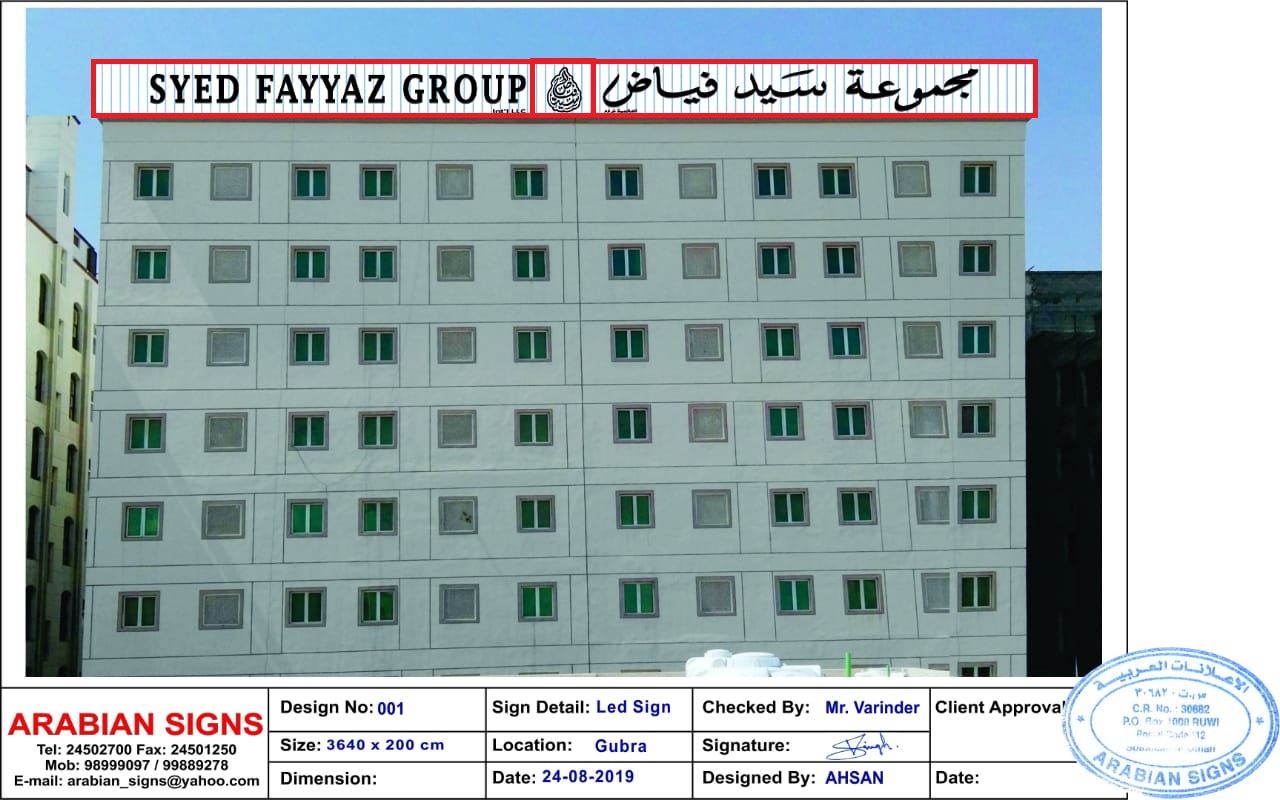 SYED FAYYAZ GROUP
Int'l LLC
مجموعة سيد فياض
ARABIAN SIGNS
Tel: 24502700 Fax: 24501250
Mob: 98999097 / 99889278
E-mail: arabian_signs@yahoo.com
Design No: 001
Size: 3640 x 200 cm
Dimension:
Sign Detail: Led Sign
Location: Gubra
Date: 24-08-2019
Checked By: Mr. Varinder
Signature: Singh.
Designed By: AHSAN
Client Approval
Date:
الإعلانات العربية
س.ت ٣٠٦٨٢
C.R. No.: 30682
P.O. Box 1000 RUWI
Postal Code 112
ARABIAN SIGNS